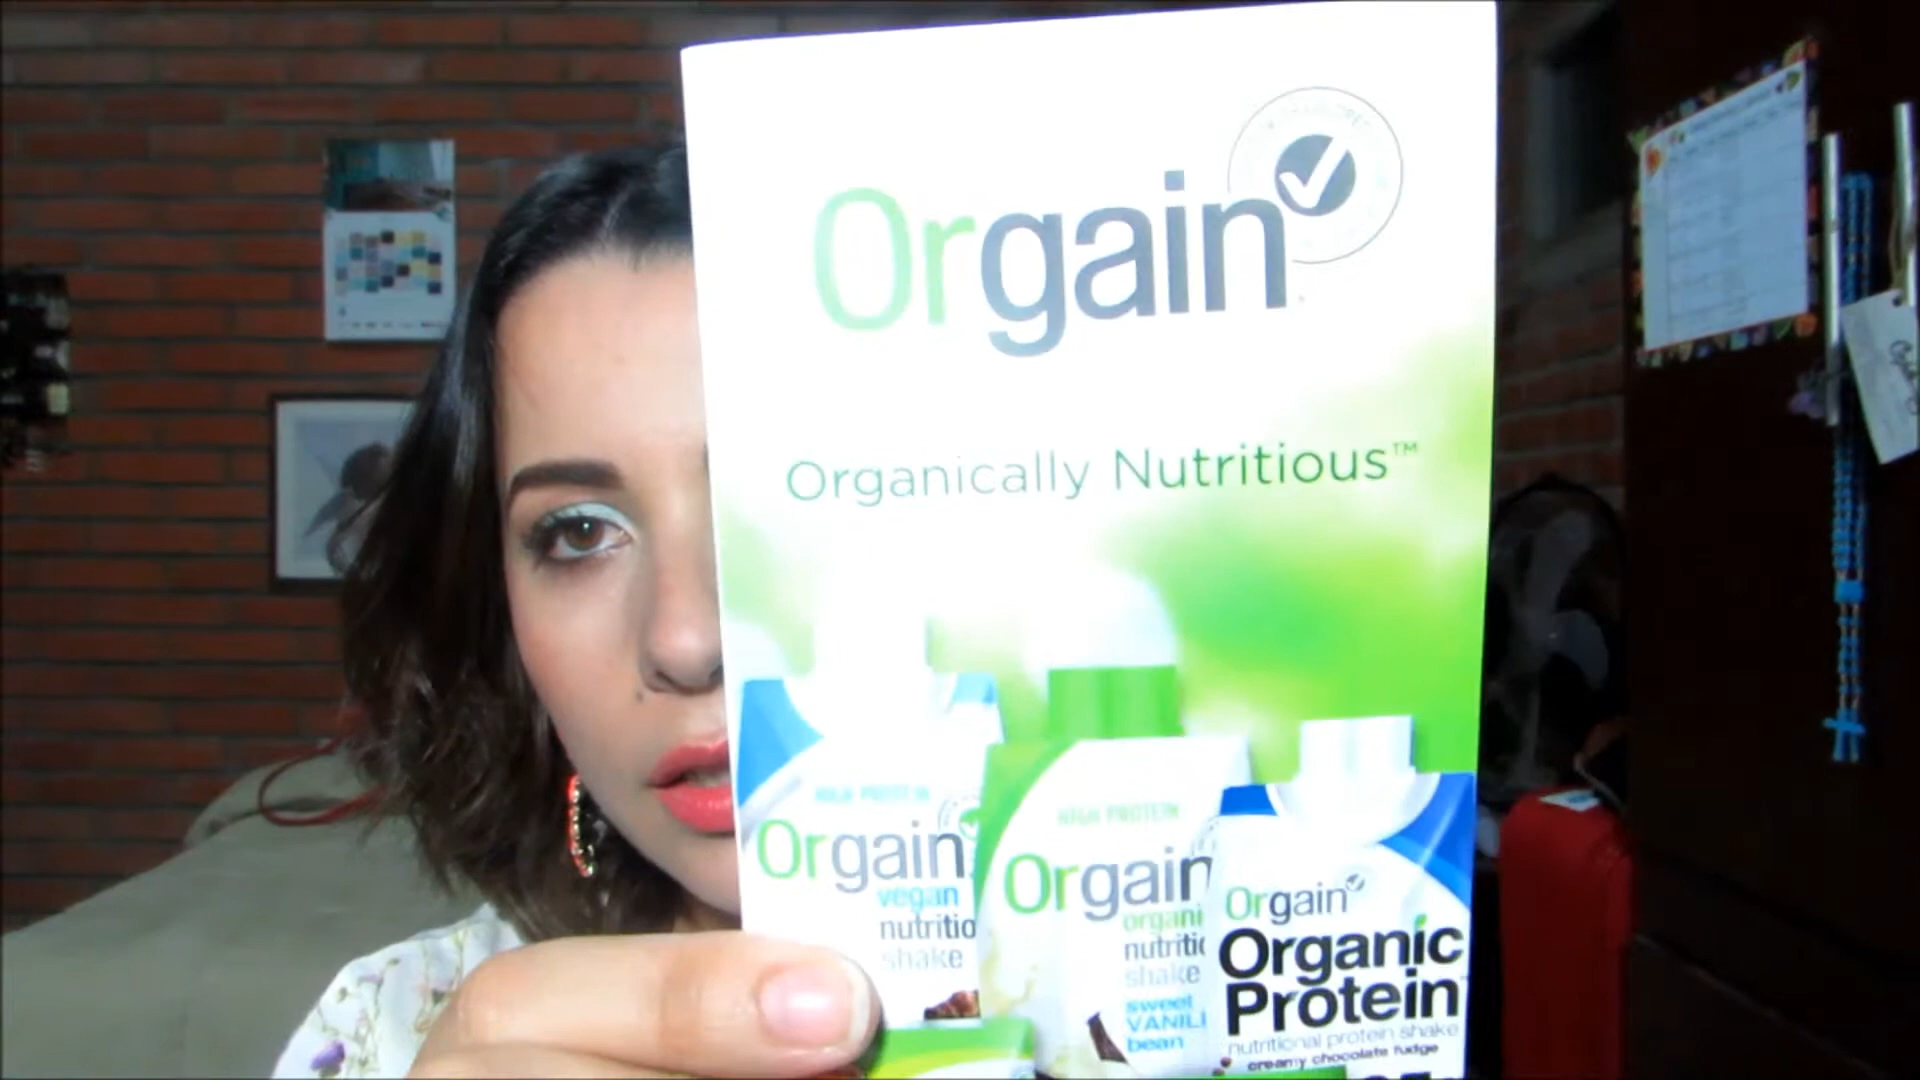 Orgain
Organically Nutritious™
HIGH PROTEIN
Orgain
vegan
nutritio
shake
HIGH PROTEIN
Orgain
organi
nutritio
shake
sweet
VANILL
bean
Orgain
Organic
Protein
nutritional protein shake
creamy chocolate fudge